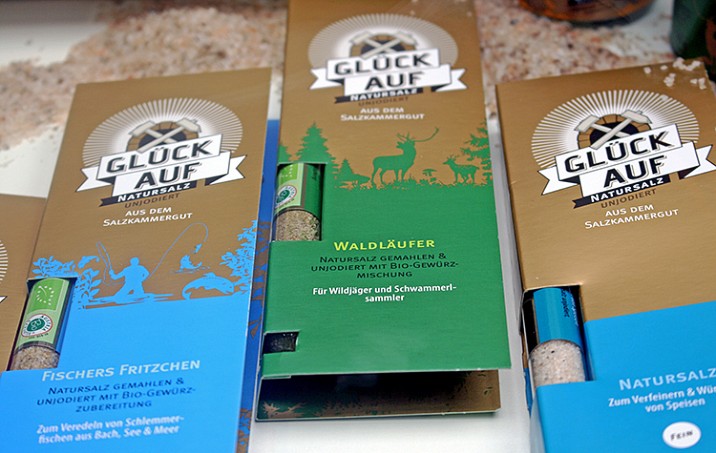 GLÜCK
AUF
NATURSALZ
UNJODIERT
AUS DEM
SALZKAMMERGUT
FISCHERS FRITZCHEN
NATURSALZ GEMAHLEN &
UNJODIERT MIT BIO-GEWÜRZ-
ZUBEREITUNG
Zum Veredeln von Schlemmer-
fischen aus Bach, See & Meer
GLÜCK
AUF
NATURSALZ
UNJODIERT
AUS DEM
SALZKAMMERGUT
WALDLÄUFER
NATURSALZ GEMAHLEN &
UNJODIERT MIT BIO-GEWÜRZ-
MISCHUNG
Für Wildjäger und Schwammerl-
sammler
GLÜCK
AUF
NATURSALZ
UNJODIERT
AUS DEM
SALZKAMMERGUT
NATURSALZ
Zum Verfeinern & Wü
von Speisen
FEIN